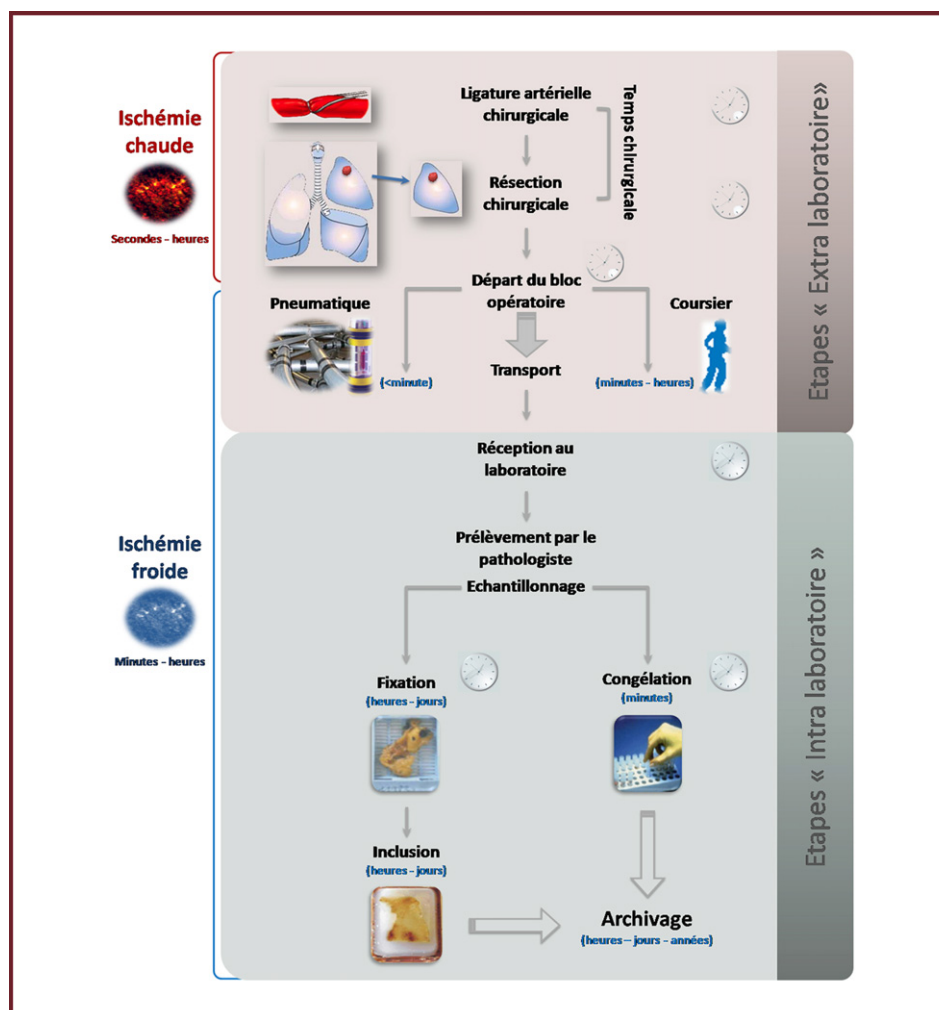 Ischémie
chaude
Secondes - heures
Ligature artérielle
chirurgicale
Temps chirurgicale
Résection
chirurgicale
Départ du bloc
opératoire
Pneumatique
Coursier
(<minute)
(minutes - heures)
Transport
Etapes « Extra laboratoire»
Réception au
laboratoire
Prélèvement par le
pathologiste
Echantillonnage
Ischémie
froide
Minutes - heures
Fixation
(heures - jours)
Congélation
(minutes)
Inclusion
(heures - jours)
Archivage
(heures – jours - années)
Etapes « Intra laboratoire »